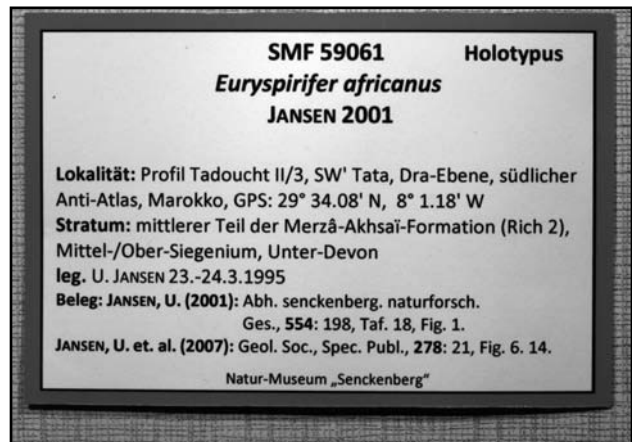 SMF 59061 Holotypus
Euryspirifer africanus
JANSEN 2001
Lokalität: Profil Tadoucht II/3, SW' Tata, Dra-Ebene, südlicher
Anti-Atlas, Marokko, GPS: 29° 34.08' N, 8° 1.18' W
Stratum: mittlerer Teil der Merzâ-Akhsaï-Formation (Rich 2),
Mittel-/Ober-Siegenium, Unter-Devon
leg. U. JANSEN 23.-24.3.1995
Beleg: JANSEN, U. (2001): Abh. senckenberg. naturforsch.
Ges., 554: 198, Taf. 18, Fig. 1.
JANSEN, U. et. al. (2007): Geol. Soc., Spec. Publ., 278: 21, Fig. 6. 14.
Natur-Museum „Senckenberg"